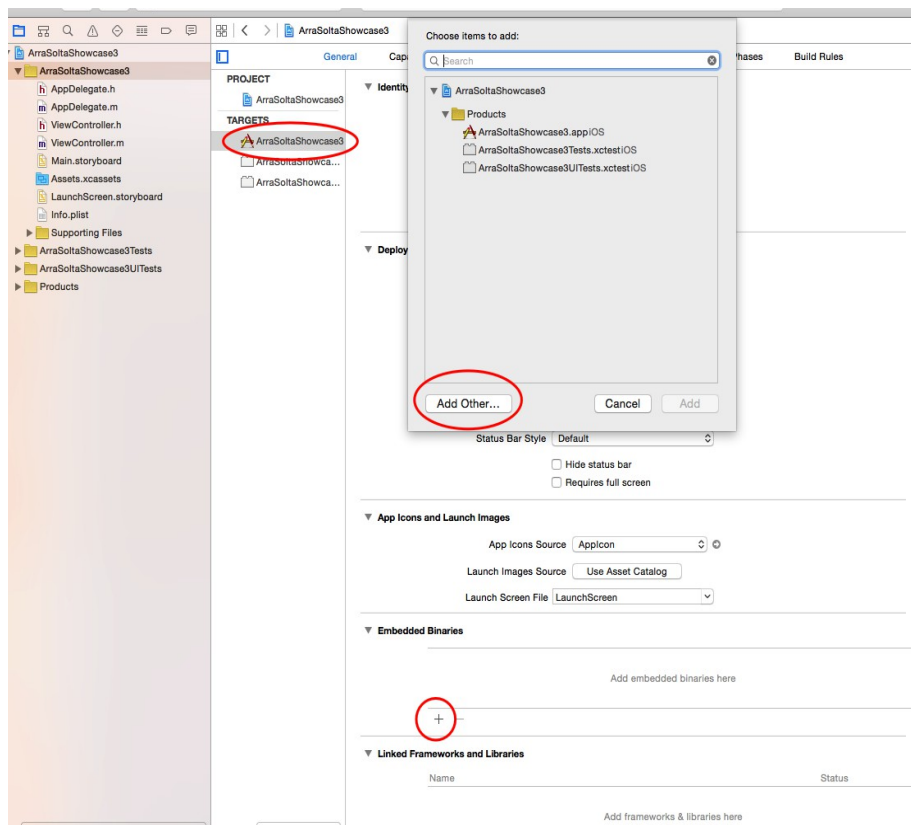 ArraSoltaShowcase3
Choose items to add:
ArraSoltaShowcase3
General
Cap
Search
hases
Build Rules
ArraSoltaShowcase3
h AppDelegate.h
m AppDelegate.m
h ViewController.h
m ViewController.m
Main.storyboard
Assets.xcassets
LaunchScreen.storyboard
Info.plist
Supporting Files
ArraSoltaShowcase3Tests
ArraSoltaShowcase3UITests
Products
PROJECT
ArraSoltaShowcase3
TARGETS
ArraSoltaShowcase3
ArraSoltaShowca...
ArraSoltaShowca...
Identity
ArraSoltaShowcase3
Products
ArraSoltaShowcase3.app iOS
ArraSoltaShowcase3Tests.xctest iOS
ArraSoltaShowcase3UITests.xctest iOS
Deploy
Add Other...
Cancel
Add
Status Bar Style Default
Hide status bar
Requires full screen
App Icons and Launch Images
App Icons Source AppIcon
Launch Images Source Use Asset Catalog
Launch Screen File LaunchScreen
Embedded Binaries
Add embedded binaries here
+ −
Linked Frameworks and Libraries
Name Status
Add frameworks & libraries here